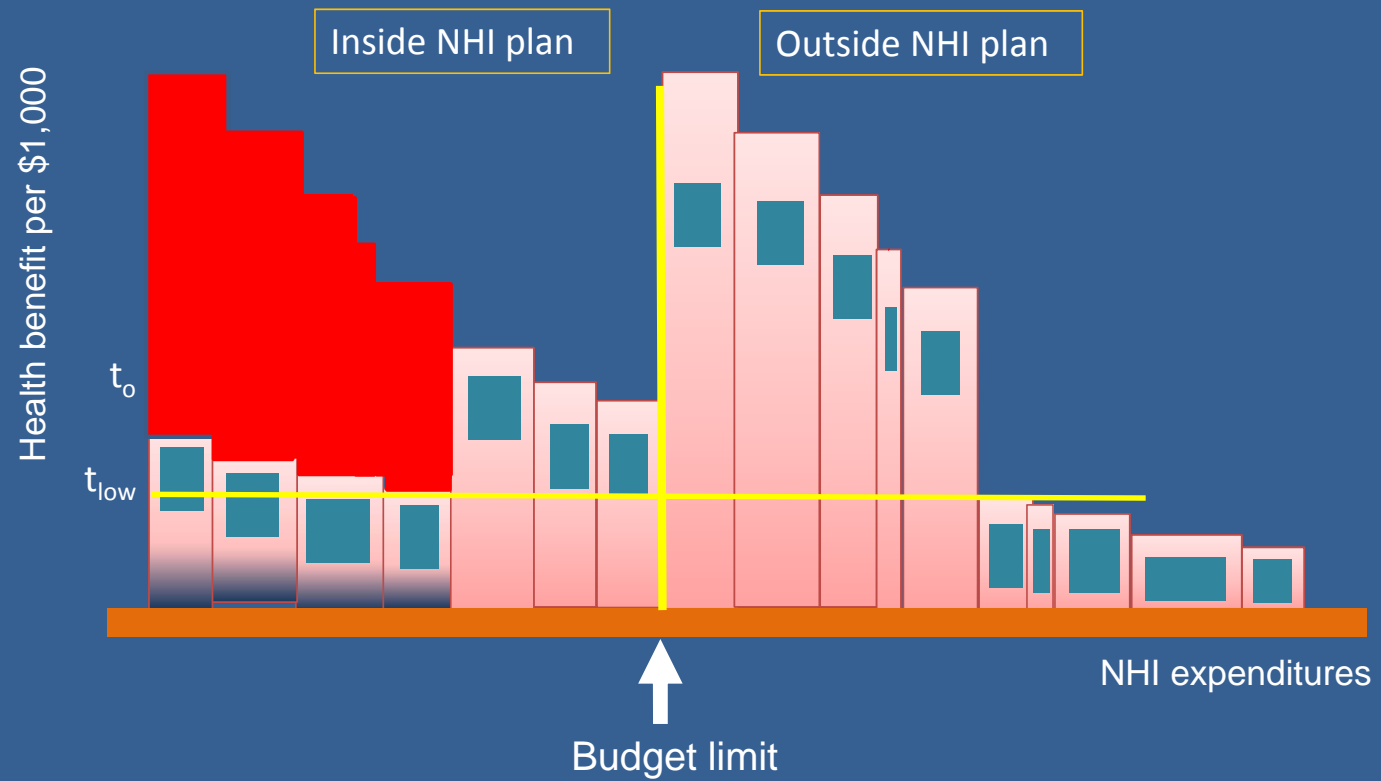 Inside NHI plan
Outside NHI plan
Health benefit per $1,000
to
tlow
NHI expenditures
Budget limit